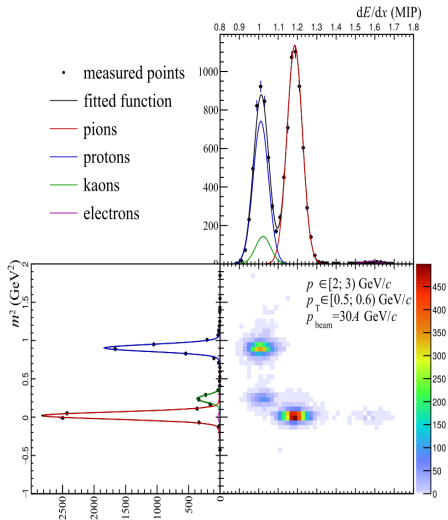 dE/dx (MIP)
0.8 0.9 1 1.1 1.2 1.3 1.4 1.5 1.6 1.7 1.8
measured points
fitted function
pions
protons
kaons
electrons
1000
800
600
400
200
0
m² (GeV²)
2
1.5
1
0.5
0
−0.5
−1
2500 2000 1500 1000 500 0
p ∈[2; 3) GeV/c
p_T∈[0.5; 0.6) GeV/c
p_beam=30A GeV/c
450
400
350
300
250
200
150
100
50
0